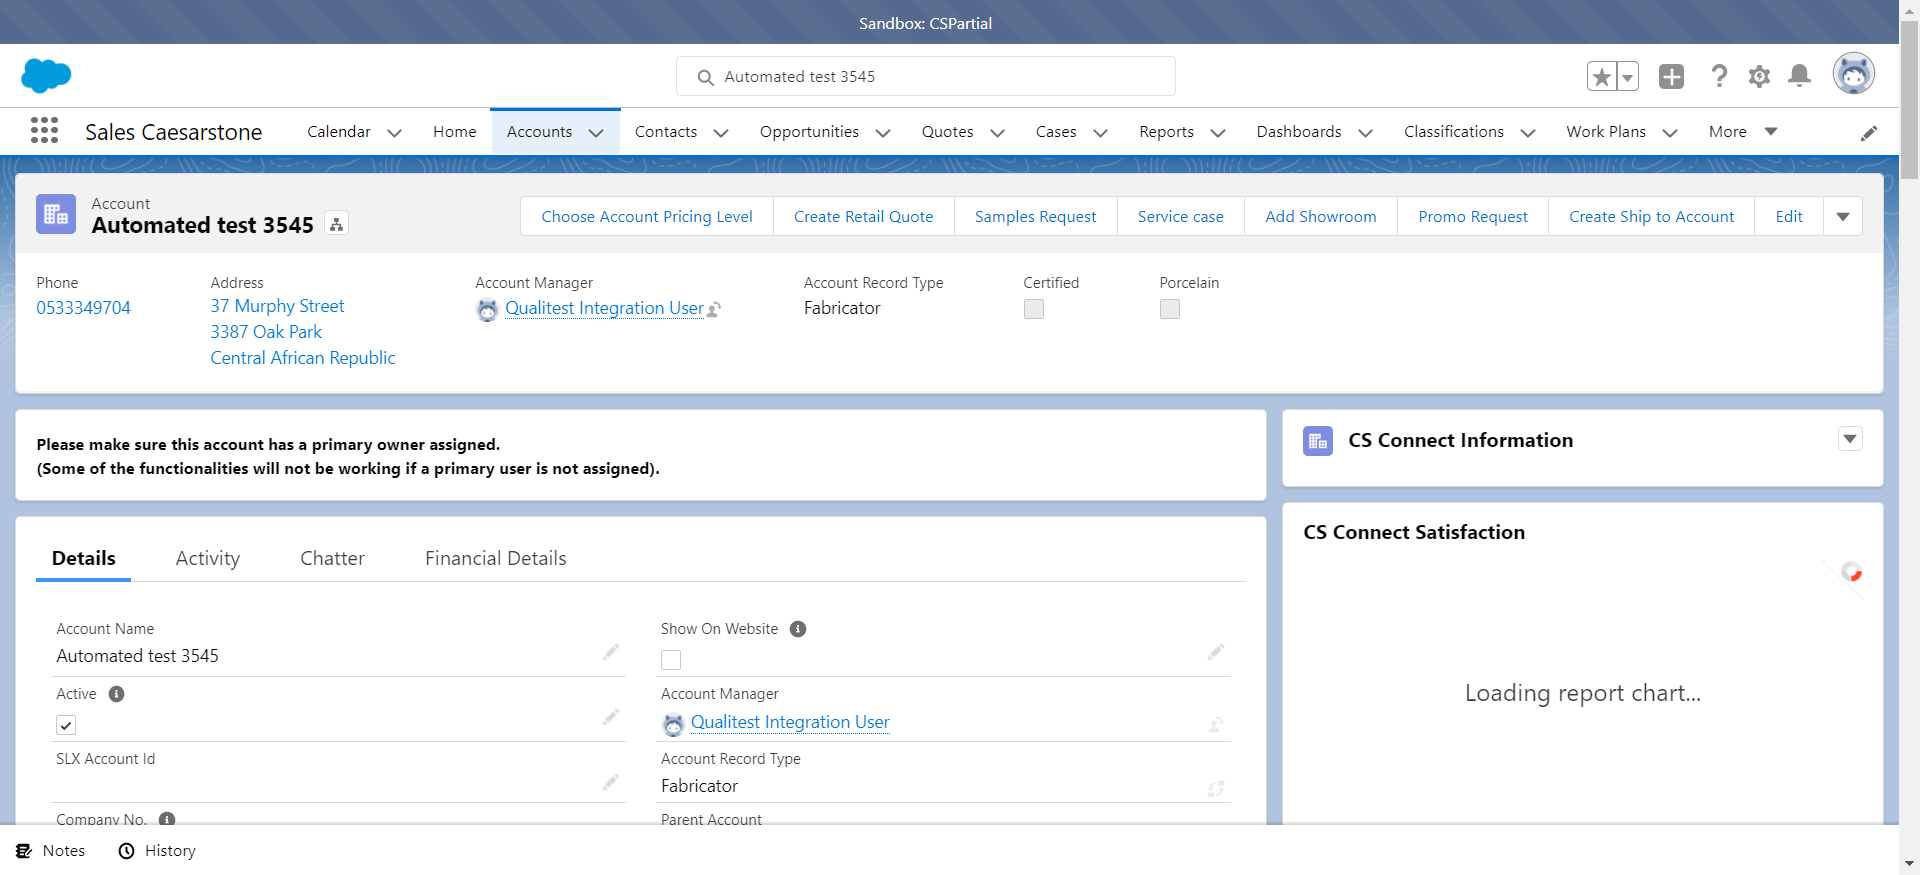 Sandbox: CSPartial
Automated test 3545
Sales Caesarstone
Calendar
Home
Accounts
Contacts
Opportunities
Quotes
Cases
Reports
Dashboards
Classifications
Work Plans
More
Account
Automated test 3545
Choose Account Pricing Level
Create Retail Quote
Samples Request
Service case
Add Showroom
Promo Request
Create Ship to Account
Edit
Phone
0533349704
Address
37 Murphy Street
3387 Oak Park
Central African Republic
Account Manager
Qualitest Integration User
Account Record Type
Fabricator
Certified
Porcelain
Please make sure this account has a primary owner assigned.
(Some of the functionalities will not be working if a primary user is not assigned).
CS Connect Information
CS Connect Satisfaction
Loading report chart...
Details
Activity
Chatter
Financial Details
Account Name
Automated test 3545
Show On Website
Active
Account Manager
Qualitest Integration User
SLX Account Id
Account Record Type
Fabricator
Company No.
Parent Account
Notes
History